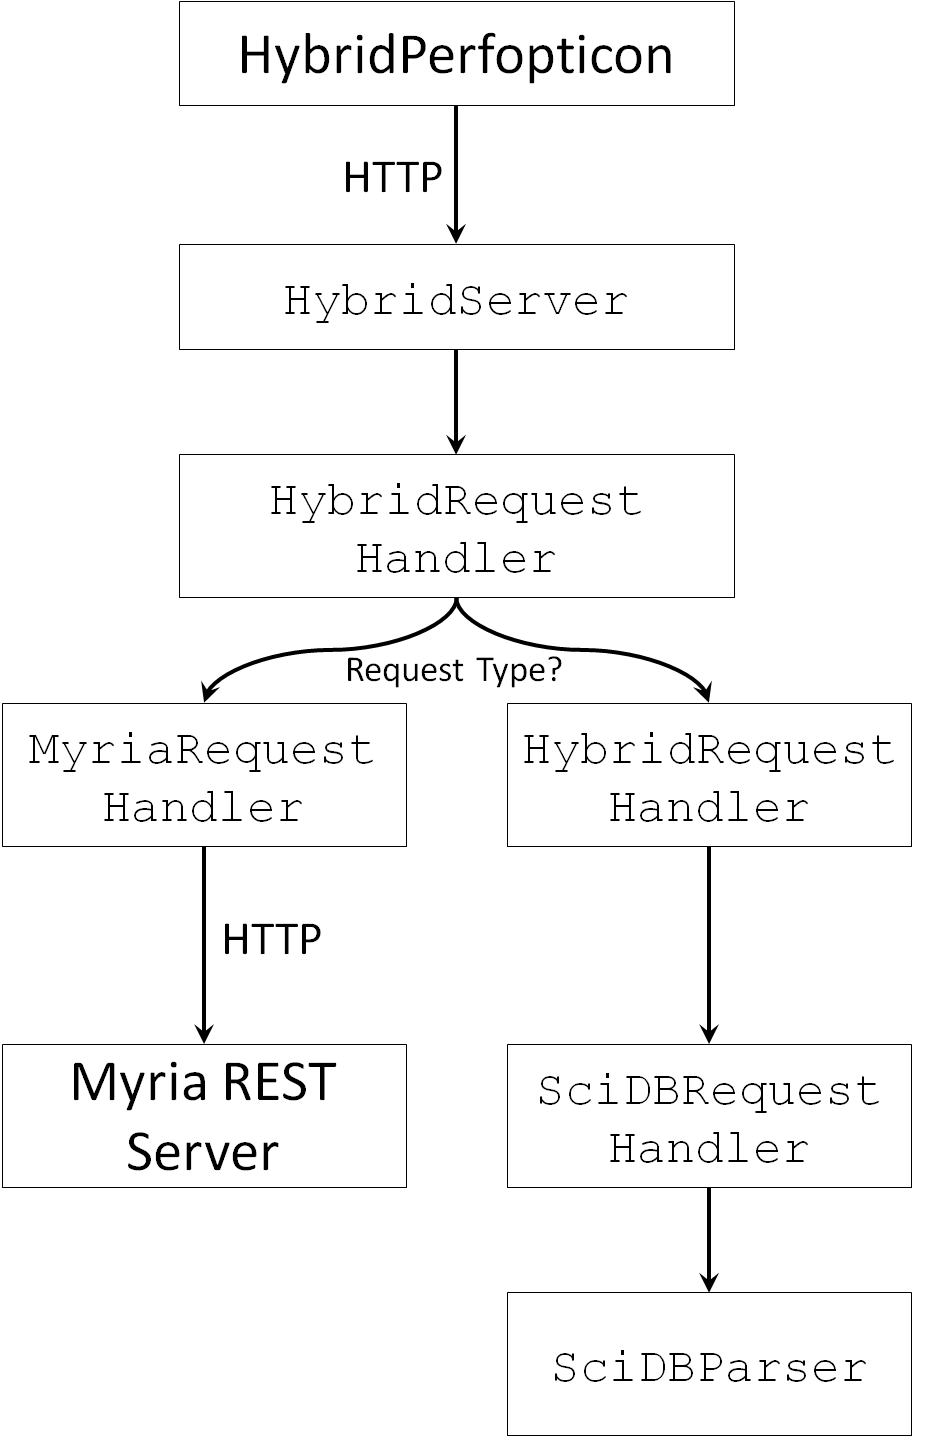 HybridPerfopticon
HTTP
HybridServer
HybridRequest
Handler
Request Type?
MyriaRequest
Handler
HybridRequest
Handler
HTTP
Myria REST
Server
SciDBRequest
Handler
SciDBParser